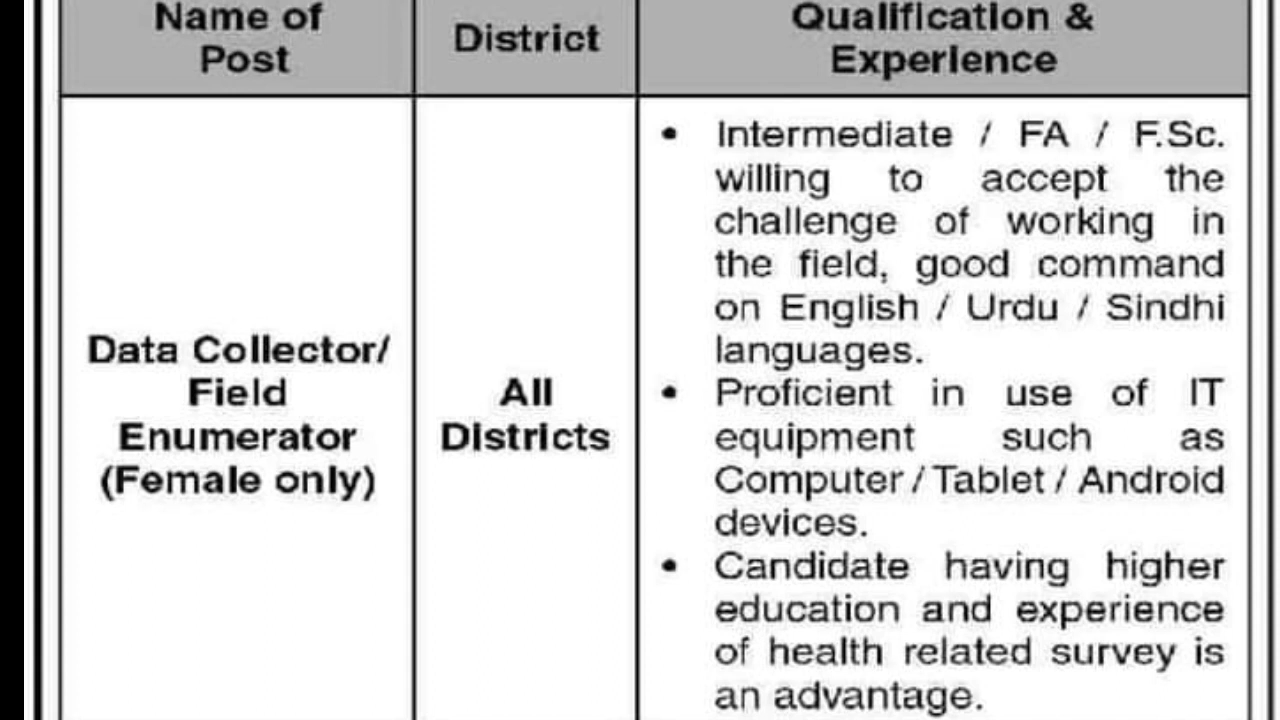 Name of
Post
District
Qualification &
Experience
Data Collector/
Field
Enumerator
(Female only)
All
Districts
• Intermediate / FA / F.Sc.
willing to accept the
challenge of working in
the field, good command
on English / Urdu / Sindhi
languages.
• Proficient in use of IT
equipment such as
Computer / Tablet / Android
devices.
• Candidate having higher
education and experience
of health related survey is
an advantage.